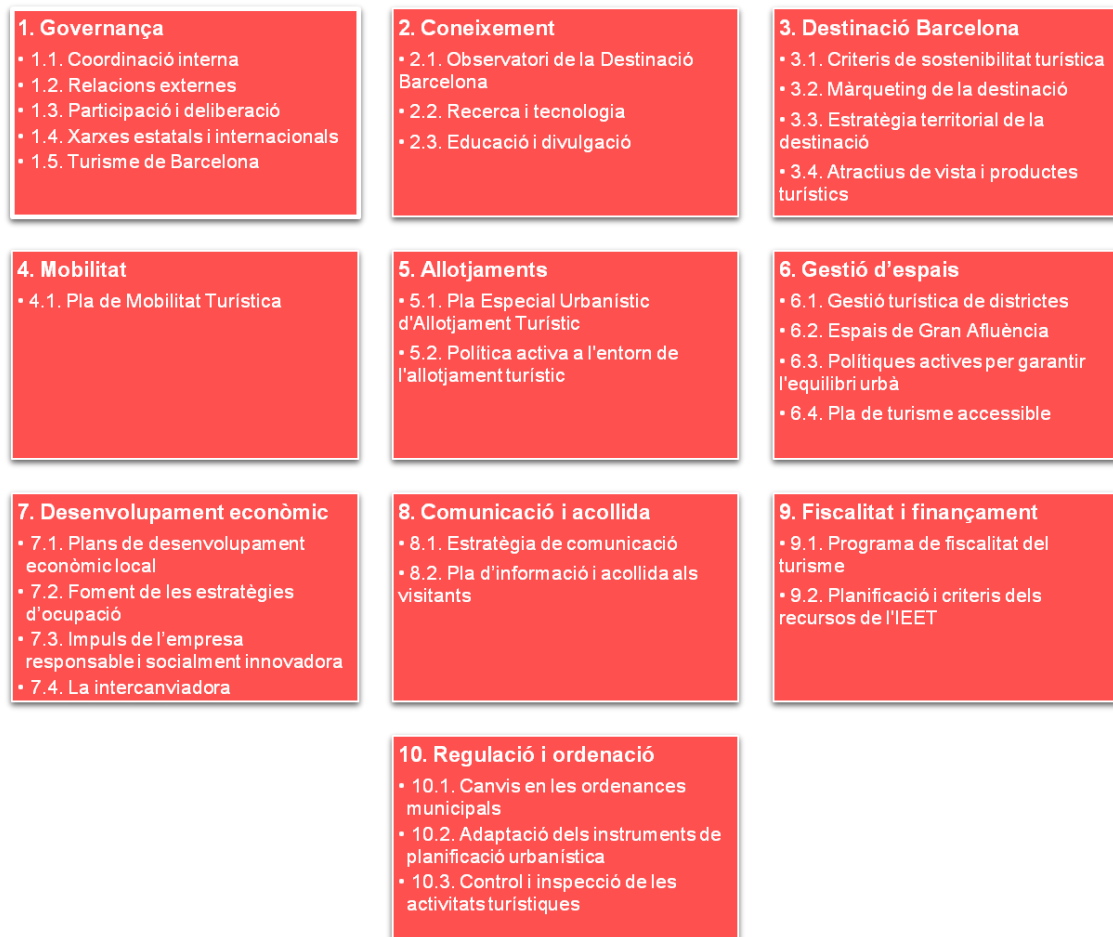 1. Governança
• 1.1. Coordinació interna
• 1.2. Relacions externes
• 1.3. Participació i deliberació
• 1.4. Xarxes estatals i internacionals
• 1.5. Turisme de Barcelona
2. Coneixement
• 2.1. Observatori de la Destinació
Barcelona
• 2.2. Recerca i tecnologia
• 2.3. Educació i divulgació
3. Destinació Barcelona
• 3.1. Criteris de sostenibilitat turística
• 3.2. Màrqueting de la destinació
• 3.3. Estratègia territorial de la
destinació
• 3.4. Atractius de vista i productes
turístics
4. Mobilitat
• 4.1. Pla de Mobilitat Turística
5. Allotjaments
• 5.1. Pla Especial Urbanístic
d'Allotjament Turístic
• 5.2. Política activa a l'entorn de
l'allotjament turístic
6. Gestió d'espais
• 6.1. Gestió turística de districtes
• 6.2. Espais de Gran Afluència
• 6.3. Polítiques actives per garantir
l'equilibri urbà
• 6.4. Pla de turisme accessible
7. Desenvolupament econòmic
• 7.1. Plans de desenvolupament
econòmic local
• 7.2. Foment de les estratègies
d'ocupació
• 7.3. Impuls de l'empresa
responsable i socialment innovadora
• 7.4. La intercanviadora
8. Comunicació i acollida
• 8.1. Estratègia de comunicació
• 8.2. Pla d'informació i acollida als
visitants
9. Fiscalitat i finançament
• 9.1. Programa de fiscalitat del
turisme
• 9.2. Planificació i criteris dels
recursos de l'IEET
10. Regulació i ordenació
• 10.1. Canvis en les ordenances
municipals
• 10.2. Adaptació dels instruments de
planificació urbanística
• 10.3. Control i inspecció de les
activitats turístiques